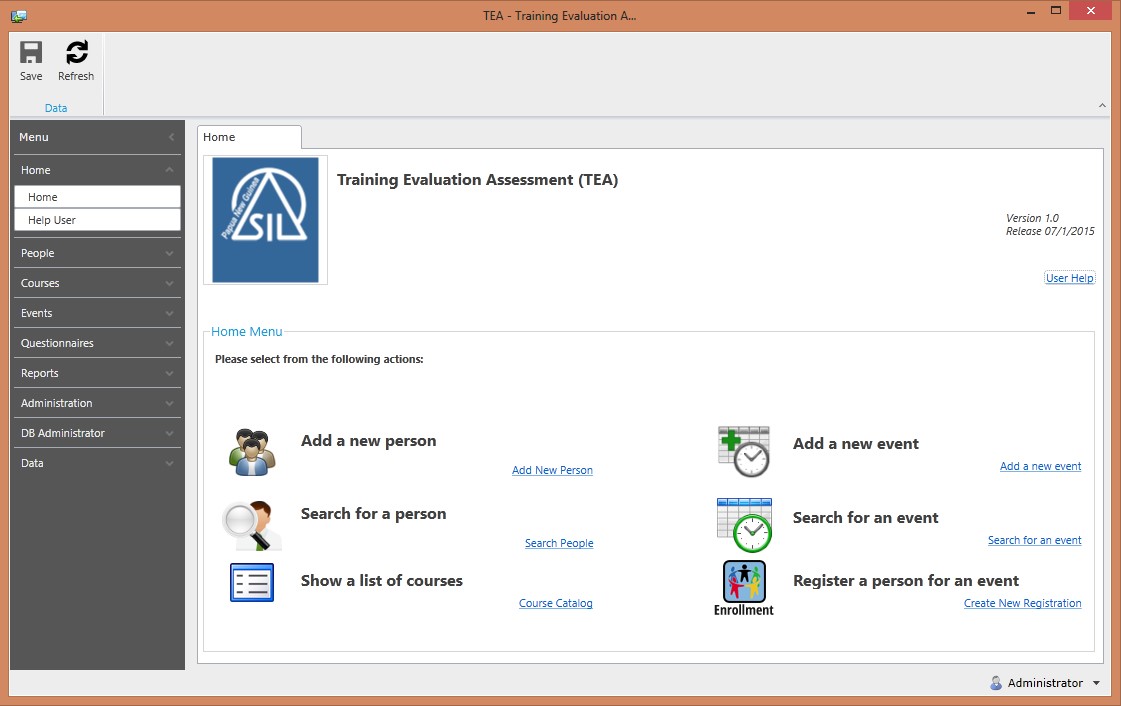 TEA - Training Evaluation A...
Save
Refresh
Data
Menu
Home
Home
Help User
People
Courses
Events
Questionnaires
Reports
Administration
DB Administrator
Data
Home
Papua New Guinea
SIL
Training Evaluation Assessment (TEA)
Version 1.0
Release 07/1/2015
User Help
Home Menu
Please select from the following actions:
Add a new person
Add New Person
Add a new event
Add a new event
Search for a person
Search People
Search for an event
Search for an event
Show a list of courses
Course Catalog
Enrollment
Register a person for an event
Create New Registration
Administrator